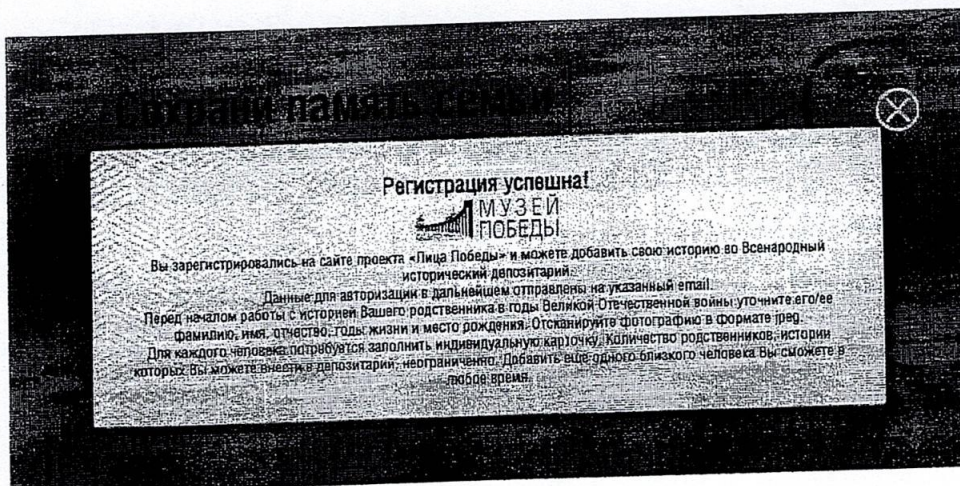 Сохрани память семьи
Регистрация успешна!
МУЗЕЙ
ПОБЕДЫ
Вы зарегистрировались на сайте проекта «Лица Победы» и можете добавить свою историю во Всенародный
исторический депозитарий.
Данные для авторизации в дальнейшем отправлены на указанный email.
Перед началом работы с историей Вашего родственника в годы Великой Отечественной войны уточните его/ее
фамилию, имя, отчество, годы жизни и место рождения. Отсканируйте фотографию в формате jpeg.
Для каждого человека потребуется заполнить индивидуальную карточку. Количество родственников, истории
которых Вы можете внести в депозитарий, неограниченно. Добавить еще одного близкого человека Вы сможете в
любое время.